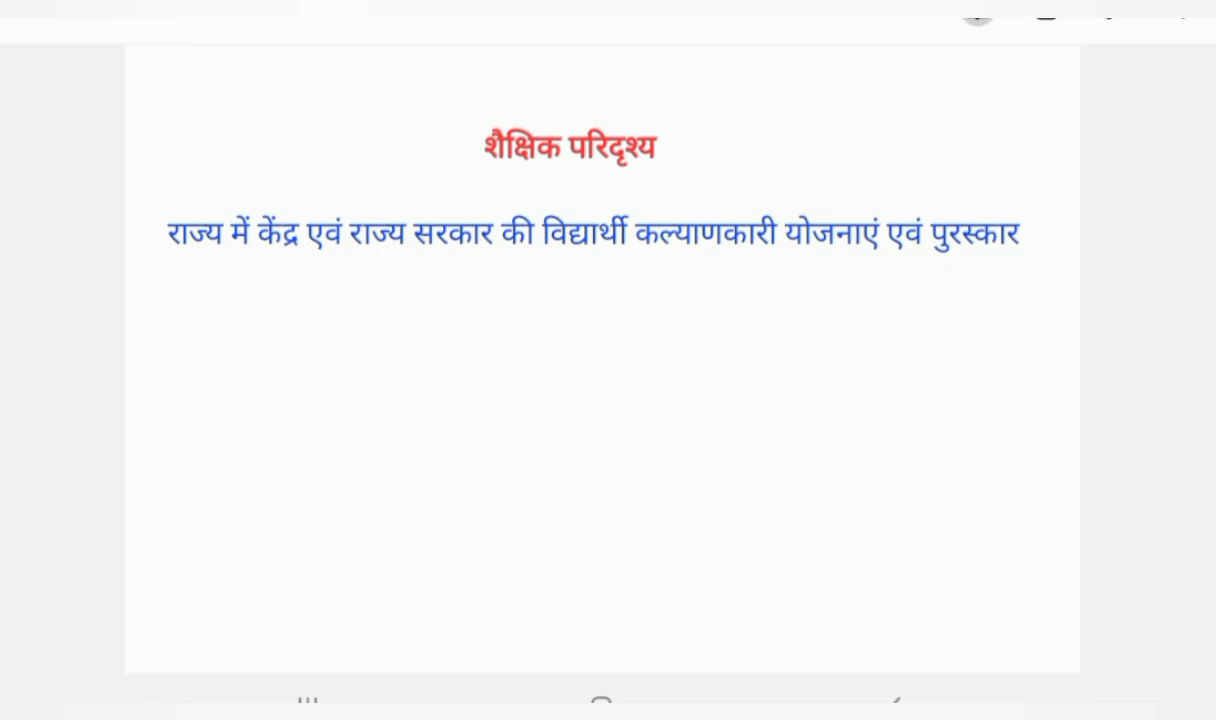 शैक्षिक परिदृश्य
राज्य में केंद्र एवं राज्य सरकार की विद्यार्थी कल्याणकारी योजनाएं एवं पुरस्कार